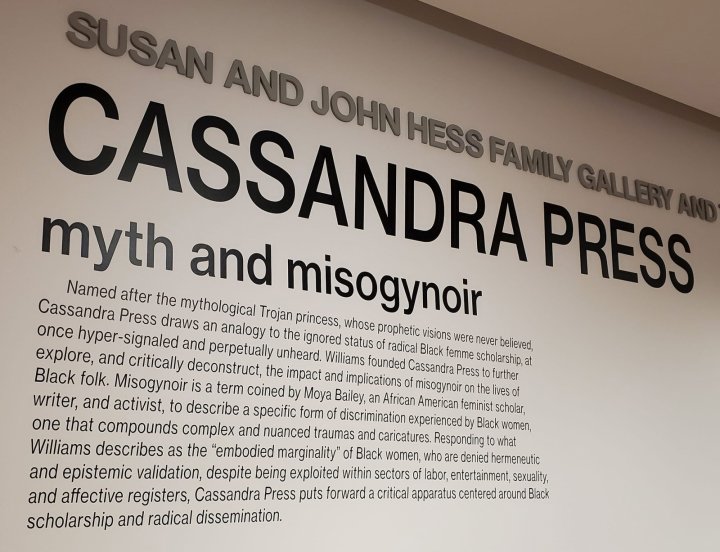 SUSAN AND JOHN HESS FAMILY GALLERY AND
CASSANDRA PRESS
myth and misogynoir
Named after the mythological Trojan princess, whose prophetic visions were never believed,
Cassandra Press draws an analogy to the ignored status of radical Black femme scholarship, at
once hyper-signaled and perpetually unheard. Williams founded Cassandra Press to further
explore, and critically deconstruct, the impact and implications of misogynoir on the lives of
Black folk. Misogynoir is a term coined by Moya Bailey, an African American feminist scholar,
writer, and activist, to describe a specific form of discrimination experienced by Black women,
one that compounds complex and nuanced traumas and caricatures. Responding to what
Williams describes as the “embodied marginality” of Black women, who are denied hermeneutic
and epistemic validation, despite being exploited within sectors of labor, entertainment, sexuality,
and affective registers, Cassandra Press puts forward a critical apparatus centered around Black
scholarship and radical dissemination.